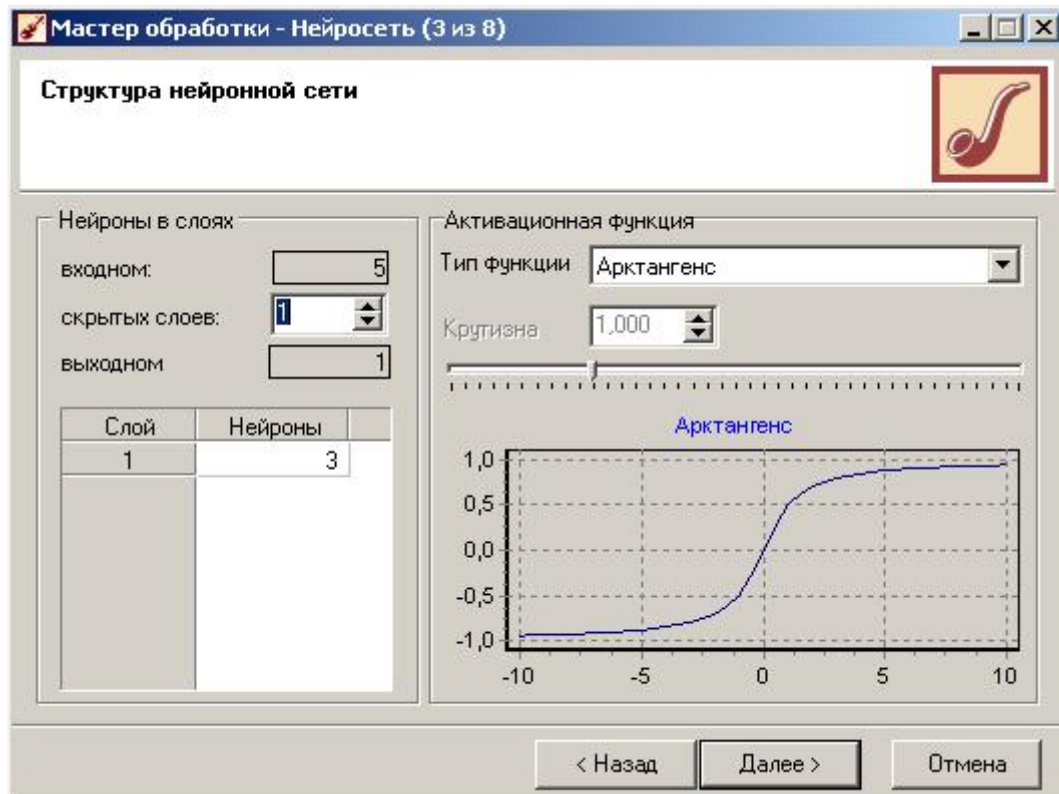 Мастер обработки - Нейросеть (3 из 8)
Структура нейронной сети
Нейроны в слоях
входном: 5
скрытых слоев: 1
выходном 1
Слой Нейроны
1 3
Активационная функция
Тип функции Арктангенс
Крутизна 1,000
Арктангенс
1,0
0,5
0,0
-0,5
-1,0
-10 -5 0 5 10
< Назад Далее > Отмена